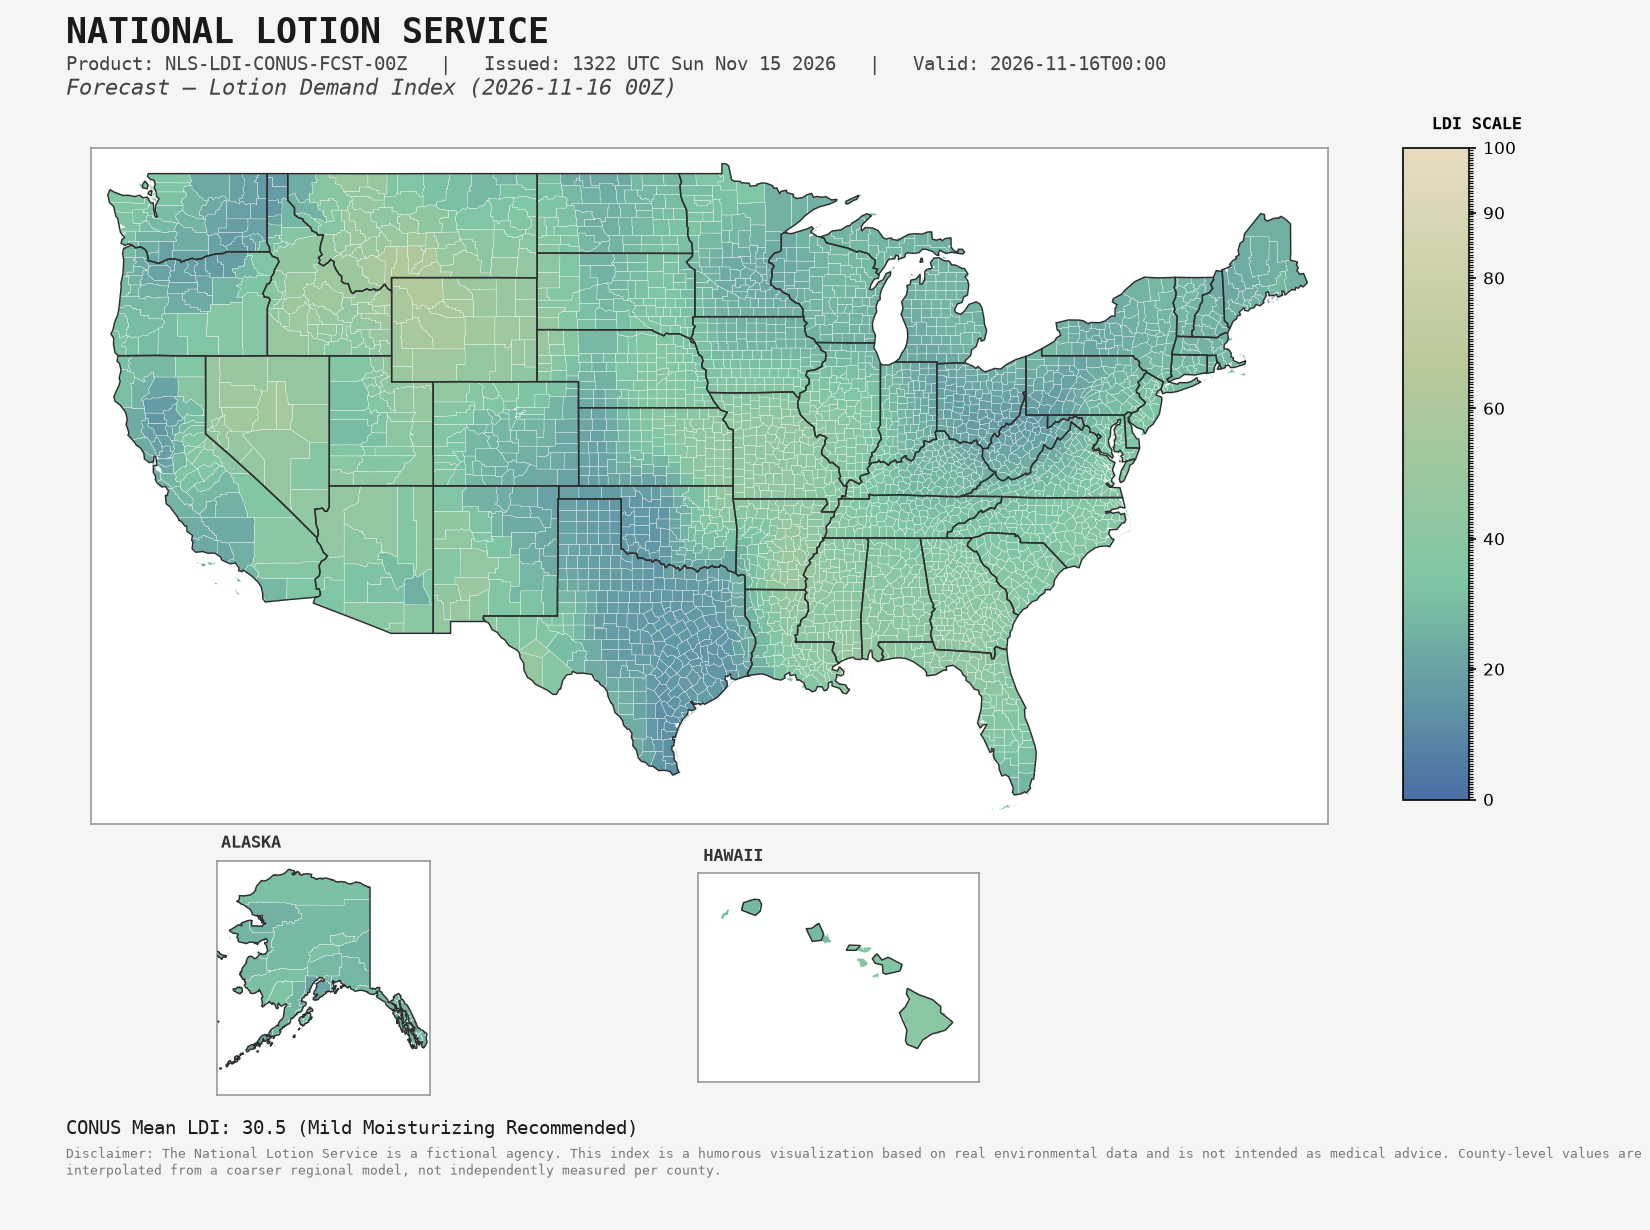 NATIONAL LOTION SERVICE
Product: NLS-LDI-CONUS-FCST-00Z | Issued: 1322 UTC Sun Nov 15 2026 | Valid: 2026-11-16T00:00
Forecast — Lotion Demand Index (2026-11-16 00Z)
LDI SCALE
100
90
80
60
40
20
0
ALASKA
HAWAII
CONUS Mean LDI: 30.5 (Mild Moisturizing Recommended)
Disclaimer: The National Lotion Service is a fictional agency. This index is a humorous visualization based on real environmental data and is not intended as medical advice. County-level values are
interpolated from a coarser regional model, not independently measured per county.